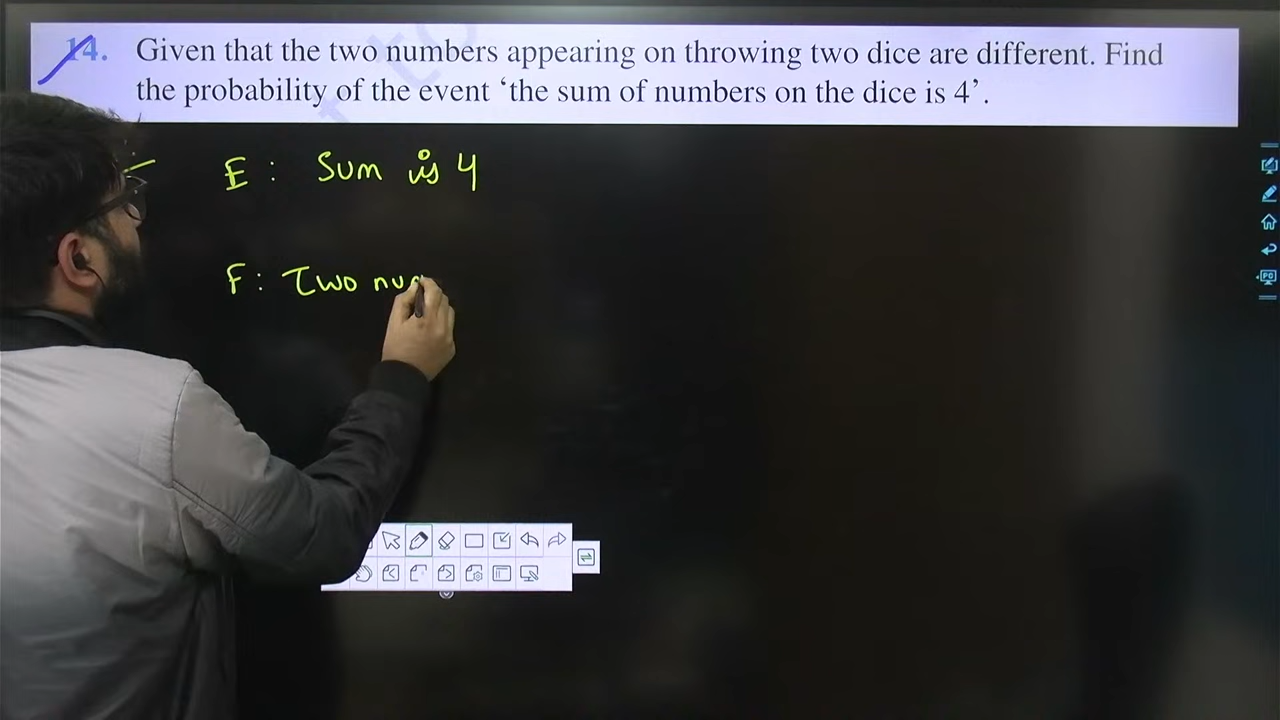 14. Given that the two numbers appearing on throwing two dice are different. Find
the probability of the event ‘the sum of numbers on the dice is 4’.
E : Sum is 4
F : Two num